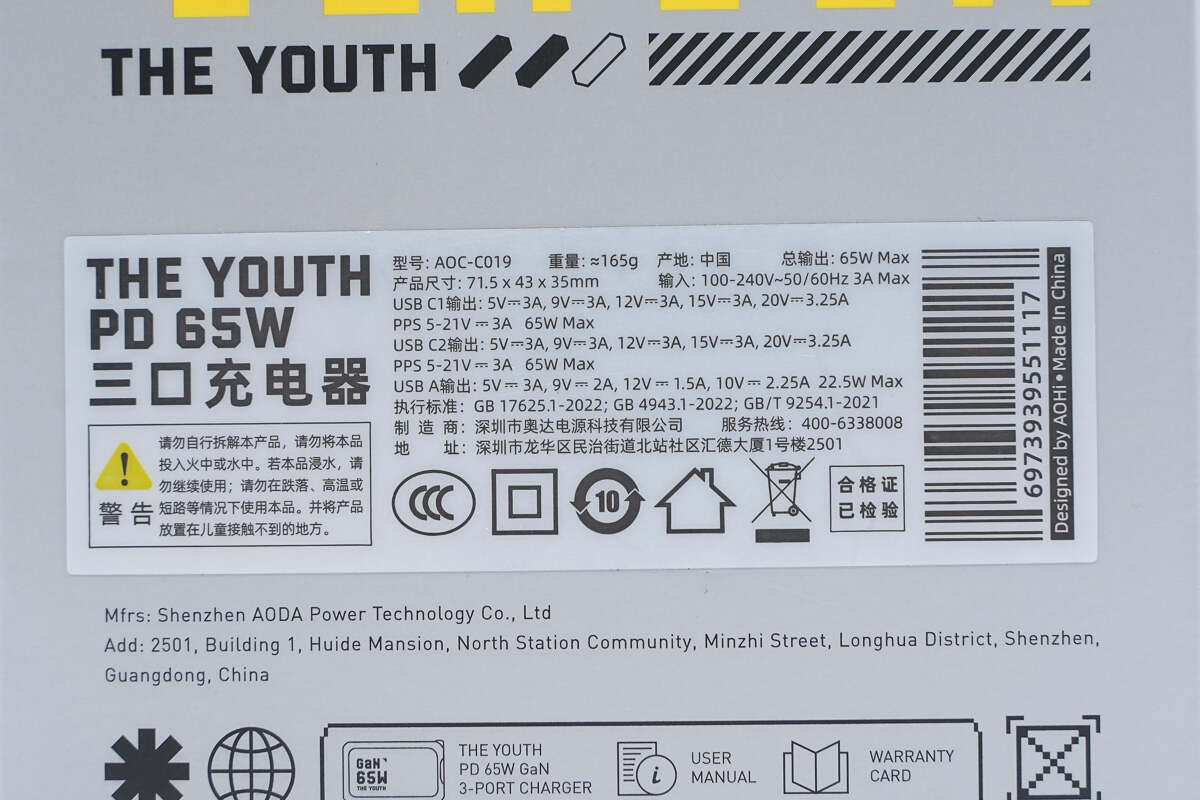 THE YOUTH
THE YOUTH
PD 65W
三口充电器
型号: AOC-C019 重量: ≈165g 产地: 中国 总输出: 65W Max
产品尺寸: 71.5 x 43 x 35mm 输入: 100-240V~50/60Hz 3A Max
USB C1输出: 5V⎓3A, 9V⎓3A, 12V⎓3A, 15V⎓3A, 20V⎓3.25A
PPS 5-21V⎓3A 65W Max
USB C2输出: 5V⎓3A, 9V⎓3A, 12V⎓3A, 15V⎓3A, 20V⎓3.25A
PPS 5-21V⎓3A 65W Max
USB A输出: 5V⎓3A, 9V⎓2A, 12V⎓1.5A, 10V⎓2.25A 22.5W Max
执行标准: GB 17625.1-2022; GB 4943.1-2022; GB/T 9254.1-2021
制造商: 深圳市奥达电源科技有限公司 服务热线: 400-6338008
地址: 深圳市龙华区民治街道北站社区汇德大厦1号楼2501
警告
请勿自行拆解本产品，请勿将本品
投入火中或水中。若本品浸水，请
勿继续使用；请勿在跌落、高温或
短路等情况下使用本品。并将产品
放置在儿童接触不到的地方。
10
合格证
已检验
6973939551117
Designed by AOHi • Made In China
Mfrs: Shenzhen AODA Power Technology Co., Ltd
Add: 2501, Building 1, Huide Mansion, North Station Community, Minzhi Street, Longhua District, Shenzhen,
Guangdong, China
GaN
65W
THE YOUTH
THE YOUTH
PD 65W GaN
3-PORT CHARGER
USER
MANUAL
WARRANTY
CARD